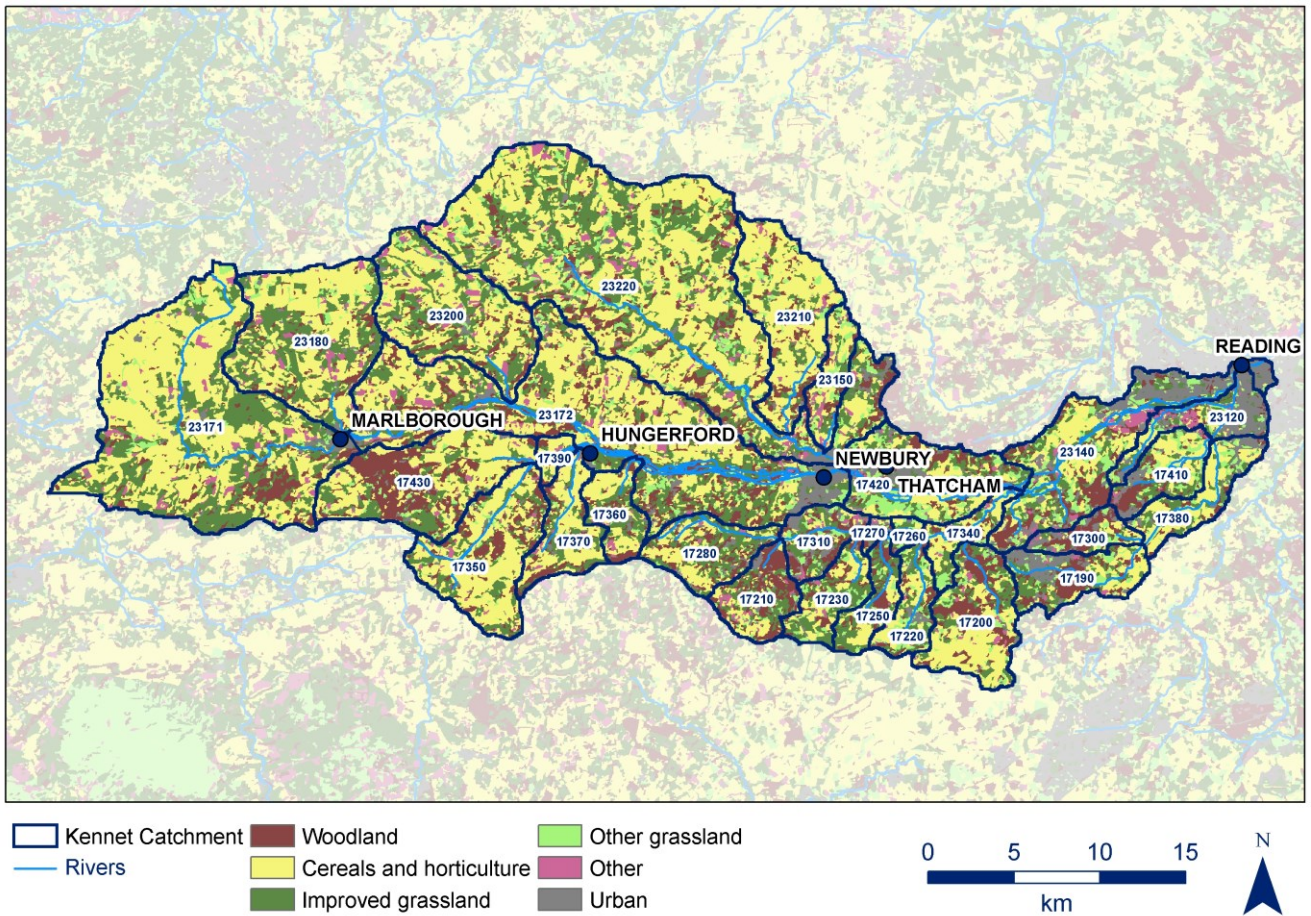 23220
23200
23210
23180
READING
23150
23171
23172
MARLBOROUGH
23120
HUNGERFORD
23140
17390
NEWBURY
17430
17420
THATCHAM
17410
17360
17380
17370
17310
17270
17260
17340
17300
17280
17350
17190
17210
17230
17250
17200
17220
Kennet Catchment
Woodland
Other grassland
Rivers
Cereals and horticulture
Other
Improved grassland
Urban
0 5 10 15
km
N